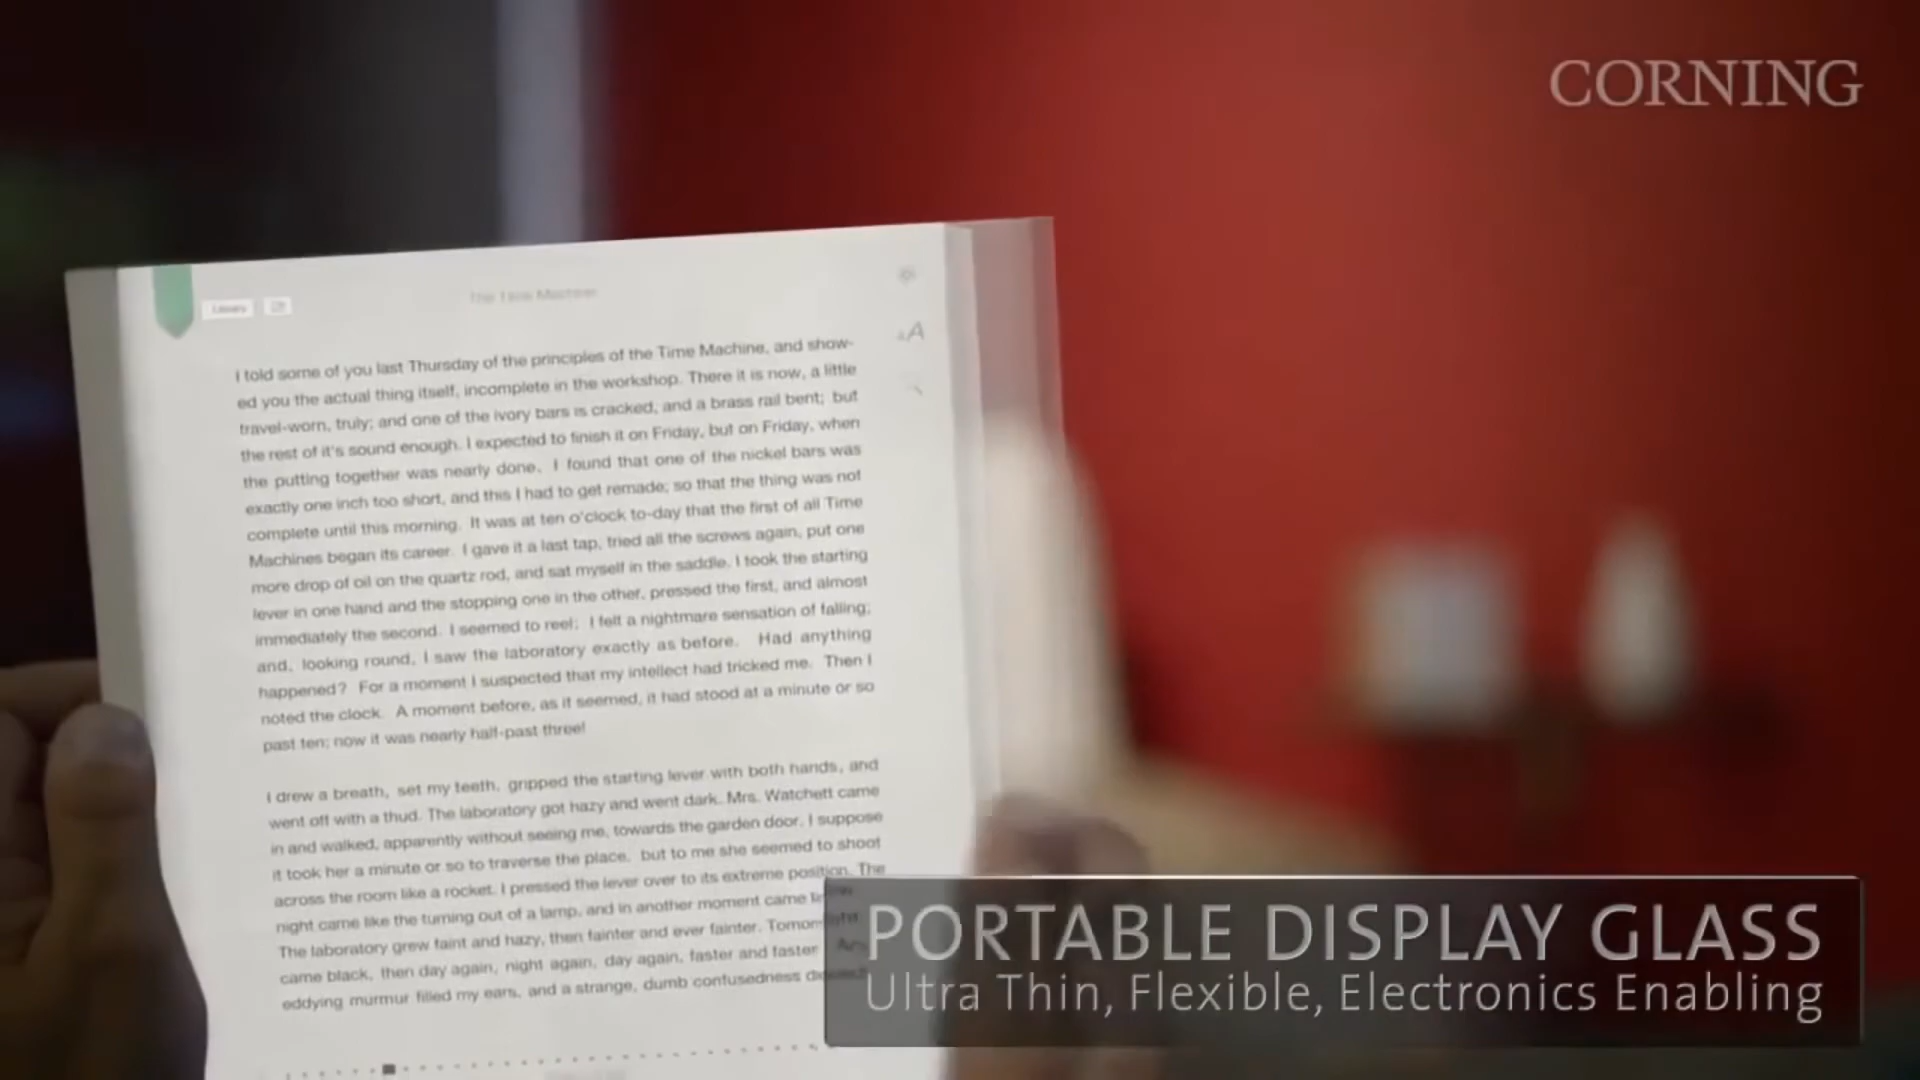 CORNING
Library
The Time Machine
AA
I told some of you last Thursday of the principles of the Time Machine, and show-
ed you the actual thing itself, incomplete in the workshop. There it is now, a little
travel-worn, truly; and one of the ivory bars is cracked, and a brass rail bent; but
the rest of it's sound enough. I expected to finish it on Friday, but on Friday, when
the putting together was nearly done, I found that one of the nickel bars was
exactly one inch too short, and this I had to get remade; so that the thing was not
complete until this morning. It was at ten o'clock to-day that the first of all Time
Machines began its career. I gave it a last tap, tried all the screws again, put one
more drop of oil on the quartz rod, and sat myself in the saddle. I took the starting
lever in one hand and the stopping one in the other, pressed the first, and almost
immediately the second. I seemed to reel; I felt a nightmare sensation of falling;
and, looking round, I saw the laboratory exactly as before. Had anything
happened? For a moment I suspected that my intellect had tricked me. Then I
noted the clock. A moment before, as it seemed, it had stood at a minute or so
past ten; now it was nearly half-past three!
I drew a breath, set my teeth, gripped the starting lever with both hands, and
went off with a thud. The laboratory got hazy and went dark. Mrs. Watchett came
in and walked, apparently without seeing me, towards the garden door. I suppose
it took her a minute or so to traverse the place, but to me she seemed to shoot
across the room like a rocket. I pressed the lever over to its extreme position. The
night came like the turning out of a lamp, and in another moment came
The laboratory grew faint and hazy, then fainter and ever fainter.
came black, then day again, night again, day again, faster and faster
eddying murmur filled my ears, and a strange, dumb confusedness
PORTABLE DISPLAY GLASS
Ultra Thin, Flexible, Electronics Enabling